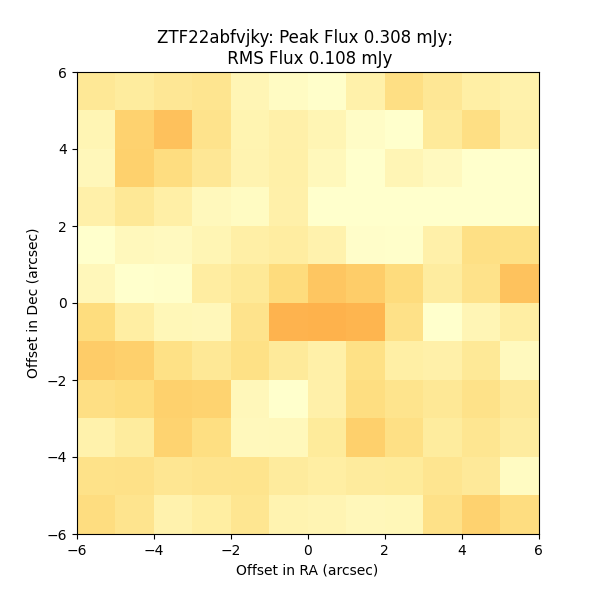 ZTF22abfvjky: Peak Flux 0.308 mJy;
RMS Flux 0.108 mJy
6
4
2
0
−2
−4
−6
Offset in Dec (arcsec)
−6 −4 −2 0 2 4 6
Offset in RA (arcsec)